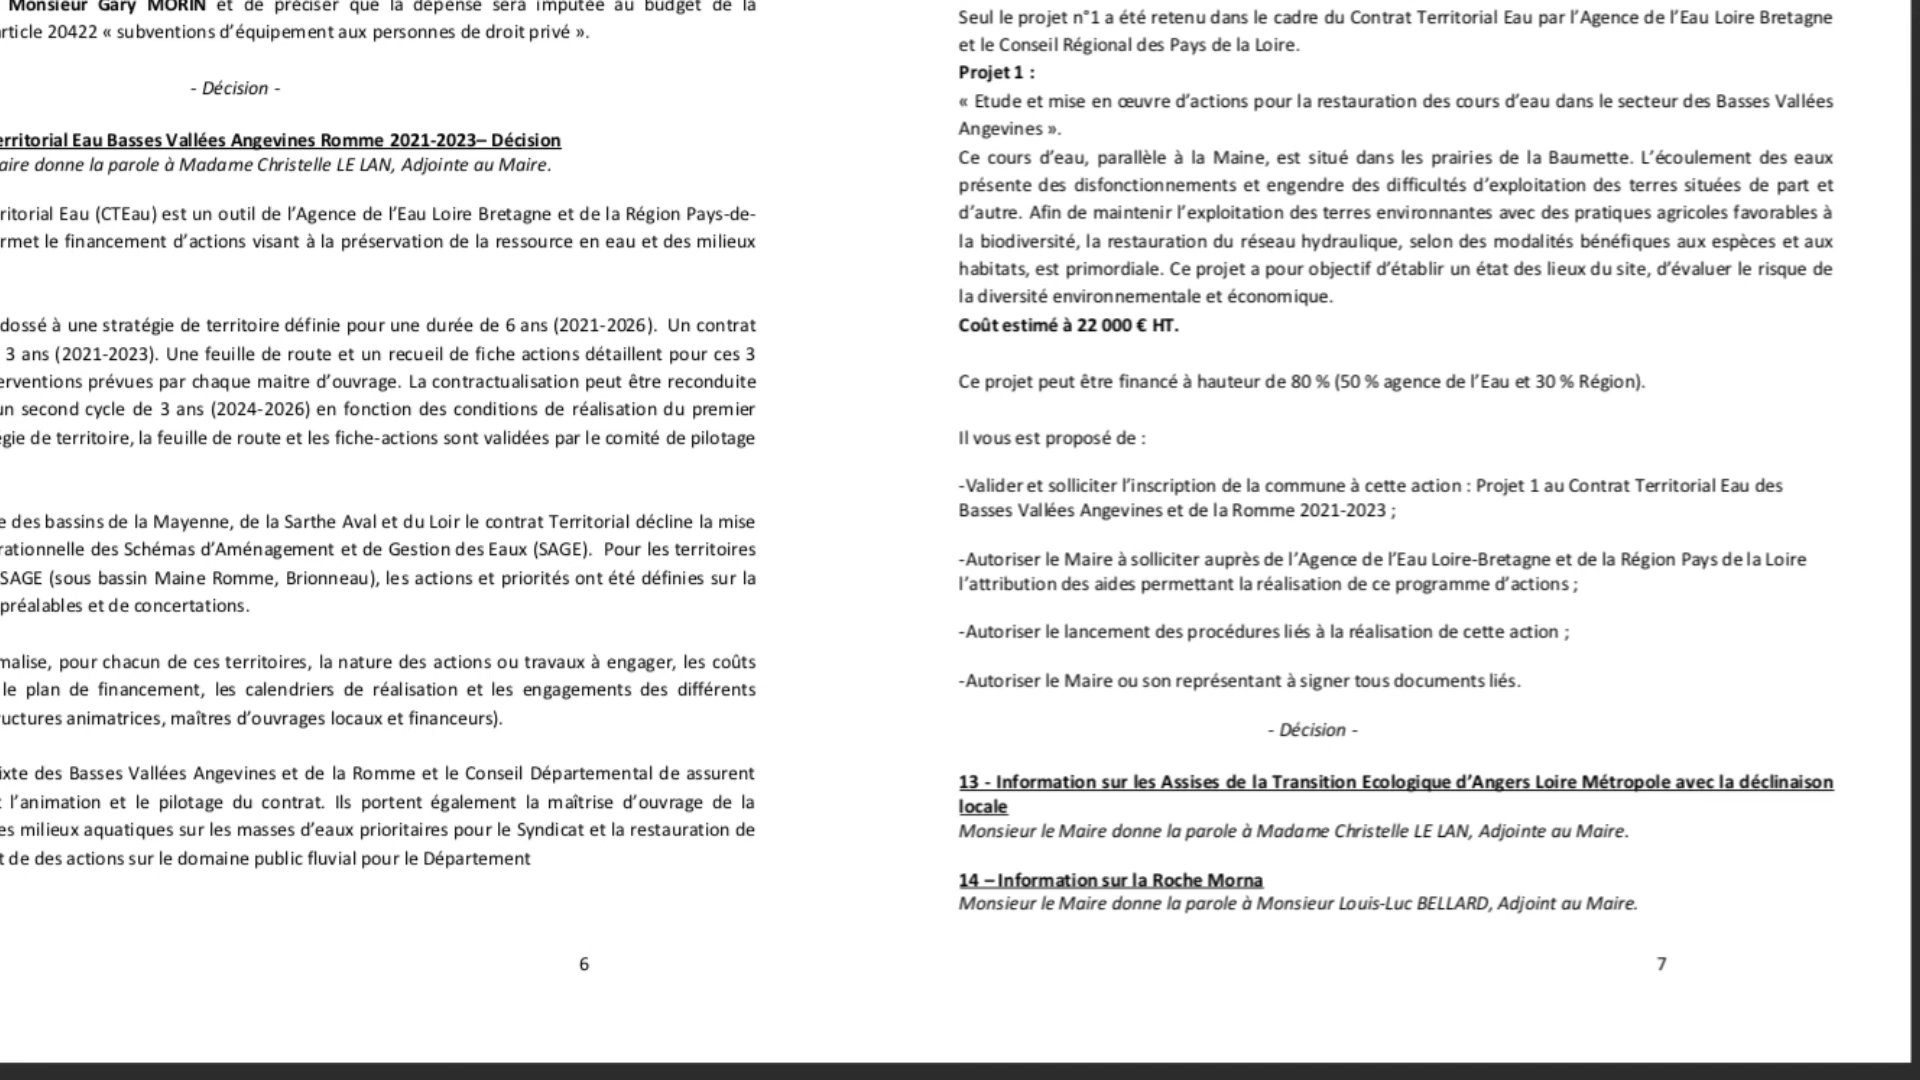 Monsieur Gary MORIN et de préciser que la dépense sera imputée au budget de la
rticle 20422 « subventions d'équipement aux personnes de droit privé ».
- Décision -
erritorial Eau Basses Vallées Angevines Romme 2021-2023– Décision
aire donne la parole à Madame Christelle LE LAN, Adjointe au Maire.
ritorial Eau (CTEau) est un outil de l'Agence de l'Eau Loire Bretagne et de la Région Pays-de-
rmet le financement d'actions visant à la préservation de la ressource en eau et des milieux
dossé à une stratégie de territoire définie pour une durée de 6 ans (2021-2026). Un contrat
3 ans (2021-2023). Une feuille de route et un recueil de fiche actions détaillent pour ces 3
erventions prévues par chaque maitre d'ouvrage. La contractualisation peut être reconduite
un second cycle de 3 ans (2024-2026) en fonction des conditions de réalisation du premier
égie de territoire, la feuille de route et les fiche-actions sont validées par le comité de pilotage
e des bassins de la Mayenne, de la Sarthe Aval et du Loir le contrat Territorial décline la mise
rationnelle des Schémas d'Aménagement et de Gestion des Eaux (SAGE). Pour les territoires
SAGE (sous bassin Maine Romme, Brionneau), les actions et priorités ont été définies sur la
préalables et de concertations.
malise, pour chacun de ces territoires, la nature des actions ou travaux à engager, les coûts
le plan de financement, les calendriers de réalisation et les engagements des différents
ructures animatrices, maîtres d'ouvrages locaux et financeurs).
ixte des Basses Vallées Angevines et de la Romme et le Conseil Départemental de assurent
t l'animation et le pilotage du contrat. Ils portent également la maîtrise d'ouvrage de la
es milieux aquatiques sur les masses d'eaux prioritaires pour le Syndicat et la restauration de
t de des actions sur le domaine public fluvial pour le Département
6
Seul le projet n°1 a été retenu dans le cadre du Contrat Territorial Eau par l'Agence de l'Eau Loire Bretagne
et le Conseil Régional des Pays de la Loire.
Projet 1 :
« Etude et mise en œuvre d'actions pour la restauration des cours d'eau dans le secteur des Basses Vallées
Angevines ».
Ce cours d'eau, parallèle à la Maine, est situé dans les prairies de la Baumette. L'écoulement des eaux
présente des disfonctionnements et engendre des difficultés d'exploitation des terres situées de part et
d'autre. Afin de maintenir l'exploitation des terres environnantes avec des pratiques agricoles favorables à
la biodiversité, la restauration du réseau hydraulique, selon des modalités bénéfiques aux espèces et aux
habitats, est primordiale. Ce projet a pour objectif d'établir un état des lieux du site, d'évaluer le risque de
la diversité environnementale et économique.
Coût estimé à 22 000 € HT.
Ce projet peut être financé à hauteur de 80 % (50 % agence de l'Eau et 30 % Région).
Il vous est proposé de :
-Valider et solliciter l'inscription de la commune à cette action : Projet 1 au Contrat Territorial Eau des
Basses Vallées Angevines et de la Romme 2021-2023 ;
-Autoriser le Maire à solliciter auprès de l'Agence de l'Eau Loire-Bretagne et de la Région Pays de la Loire
l'attribution des aides permettant la réalisation de ce programme d'actions ;
-Autoriser le lancement des procédures liés à la réalisation de cette action ;
-Autoriser le Maire ou son représentant à signer tous documents liés.
- Décision -
13 - Information sur les Assises de la Transition Ecologique d'Angers Loire Métropole avec la déclinaison
locale
Monsieur le Maire donne la parole à Madame Christelle LE LAN, Adjointe au Maire.
14 – Information sur la Roche Morna
Monsieur le Maire donne la parole à Monsieur Louis-Luc BELLARD, Adjoint au Maire.
7